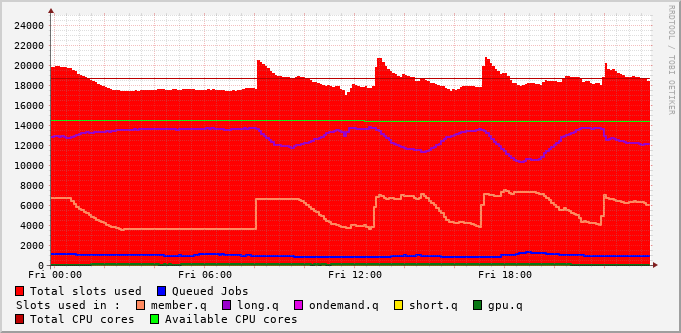 24000
22000
20000
18000
16000
14000
12000
10000
8000
6000
4000
2000
0
Fri 00:00 Fri 06:00 Fri 12:00 Fri 18:00
Total slots used Queued Jobs
Slots used in : member.q long.q ondemand.q short.q gpu.q
Total CPU cores Available CPU cores
RRDTOOL / TOBI OETIKER